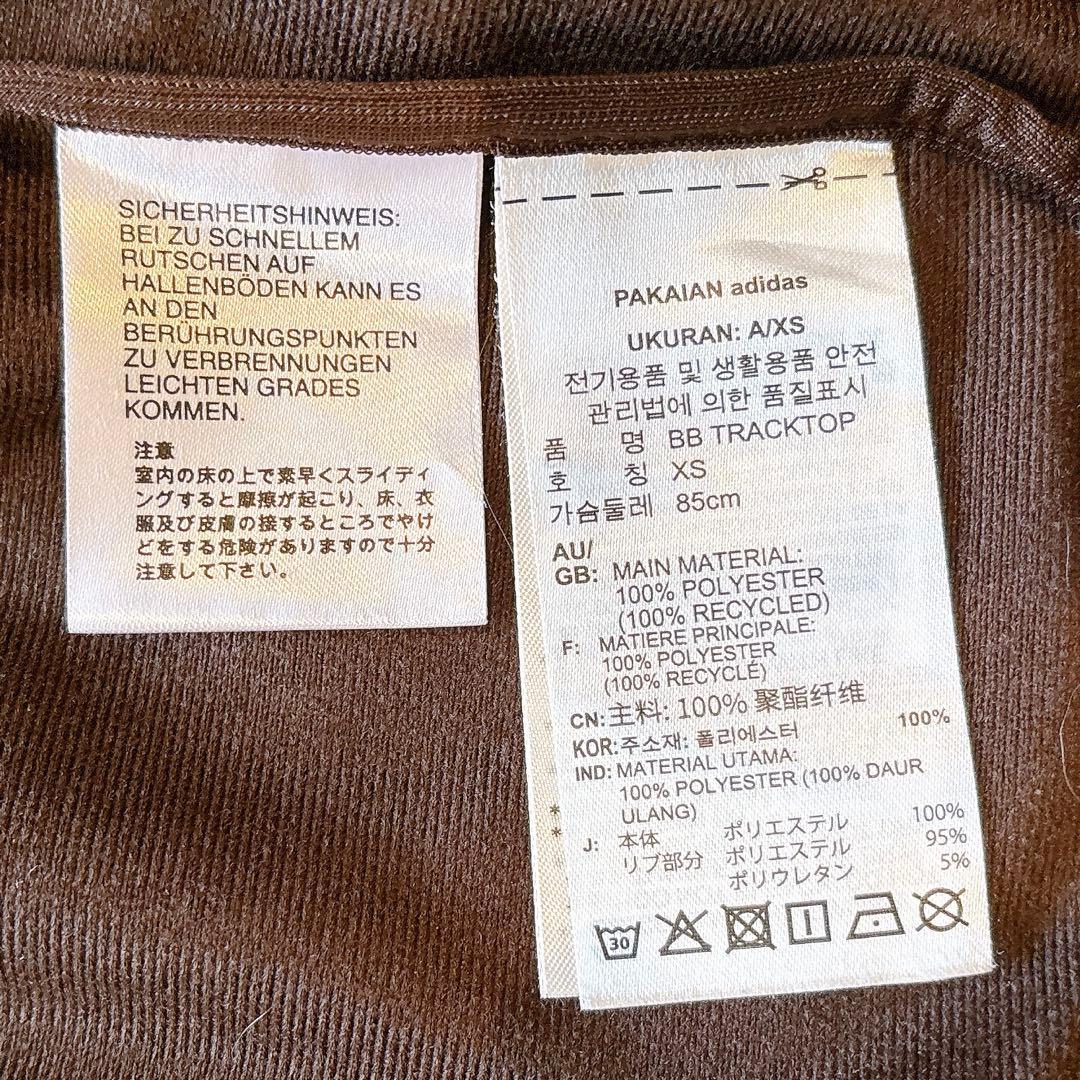 SICHERHEITSHINWEIS:
BEI ZU SCHNELLEM
RUTSCHEN AUF
HALLENBÖDEN KANN ES
AN DEN
BERÜHRUNGSPUNKTEN
ZU VERBRENNUNGEN
LEICHTEN GRADES
KOMMEN.
注意
室内の床の上で素早くスライディ
ングすると摩擦が起こり、床、衣
服及び皮膚の接するところでやけ
どをする危険がありますので十分
注意して下さい。
PAKAIAN adidas
UKURAN: A/XS
전기용품 및 생활용품 안전
관리법에 의한 품질표시
품 명 BB TRACKTOP
호 칭 XS
가슴둘레 85cm
AU/
GB: MAIN MATERIAL:
100% POLYESTER
(100% RECYCLED)
F: MATIERE PRINCIPALE:
100% POLYESTER
(100% RECYCLÉ)
CN: 主料: 100% 聚酯纤维
KOR: 주소재: 폴리에스터 100%
IND: MATERIAL UTAMA:
100% POLYESTER (100% DAUR
ULANG)
J: 本体 ポリエステル 100%
リブ部分 ポリエステル 95%
ポリウレタン 5%
30